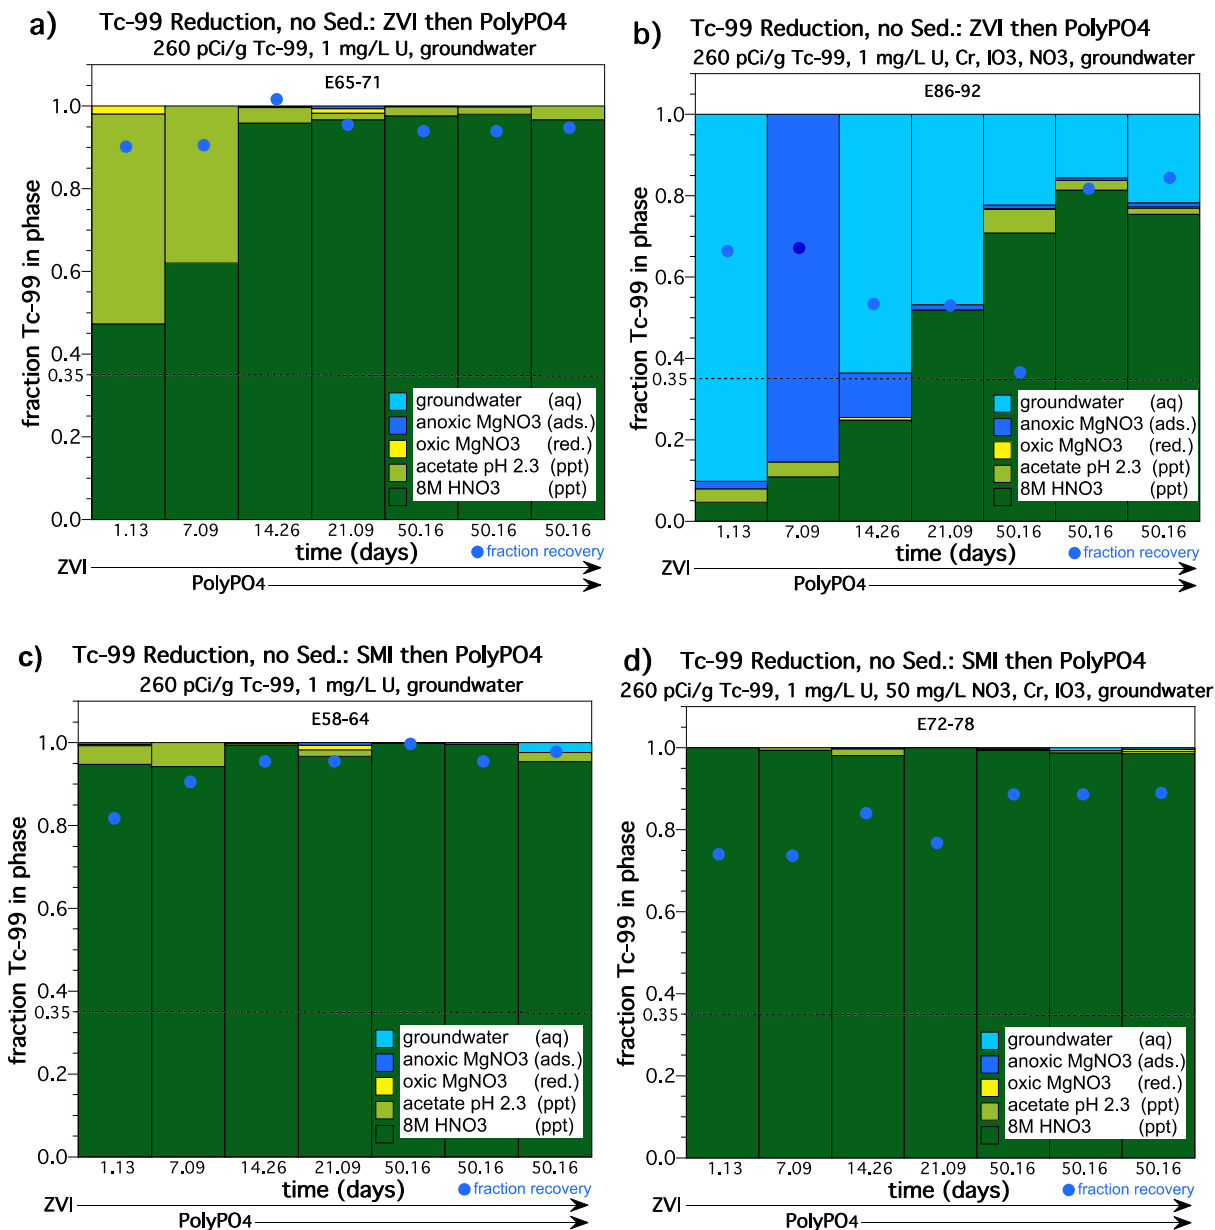 a) Tc-99 Reduction, no Sed.: ZVI then PolyPO4
260 pCi/g Tc-99, 1 mg/L U, groundwater
E65-71
fraction Tc-99 in phase
1.0
0.8
0.6
0.4
0.35
0.2
0.0
groundwater (aq)
anoxic MgNO3 (ads.)
oxic MgNO3 (red.)
acetate pH 2.3 (ppt)
8M HNO3 (ppt)
1.13 7.09 14.26 21.09 50.16 50.16 50.16
time (days)
fraction recovery
ZVI
PolyPO4
b) Tc-99 Reduction, no Sed.: ZVI then PolyPO4
260 pCi/g Tc-99, 1 mg/L U, Cr, IO3, NO3, groundwater
E86-92
fraction Tc-99 in phase
1.0
0.8
0.6
0.4
0.35
0.2
0.0
groundwater (aq)
anoxic MgNO3 (ads.)
oxic MgNO3 (red.)
acetate pH 2.3 (ppt)
8M HNO3 (ppt)
1.13 7.09 14.26 21.09 50.16 50.16 50.16
time (days)
fraction recovery
ZVI
PolyPO4
c) Tc-99 Reduction, no Sed.: SMI then PolyPO4
260 pCi/g Tc-99, 1 mg/L U, groundwater
E58-64
fraction Tc-99 in phase
1.0
0.8
0.6
0.4
0.35
0.2
0.0
groundwater (aq)
anoxic MgNO3 (ads.)
oxic MgNO3 (red.)
acetate pH 2.3 (ppt)
8M HNO3 (ppt)
1.13 7.09 14.26 21.09 50.16 50.16 50.16
time (days)
fraction recovery
ZVI
PolyPO4
d) Tc-99 Reduction, no Sed.: SMI then PolyPO4
260 pCi/g Tc-99, 1 mg/L U, 50 mg/L NO3, Cr, IO3, groundwater
E72-78
fraction Tc-99 in phase
1.0
0.8
0.6
0.4
0.35
0.2
0.0
groundwater (aq)
anoxic MgNO3 (ads.)
oxic MgNO3 (red.)
acetate pH 2.3 (ppt)
8M HNO3 (ppt)
1.13 7.09 14.26 21.09 50.16 50.16 50.16
time (days)
fraction recovery
ZVI
PolyPO4